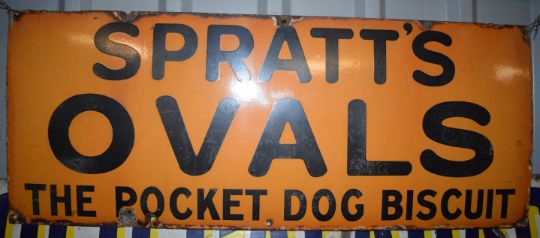 SPRATT'S
OVALS
THE POCKET DOG BISCUIT